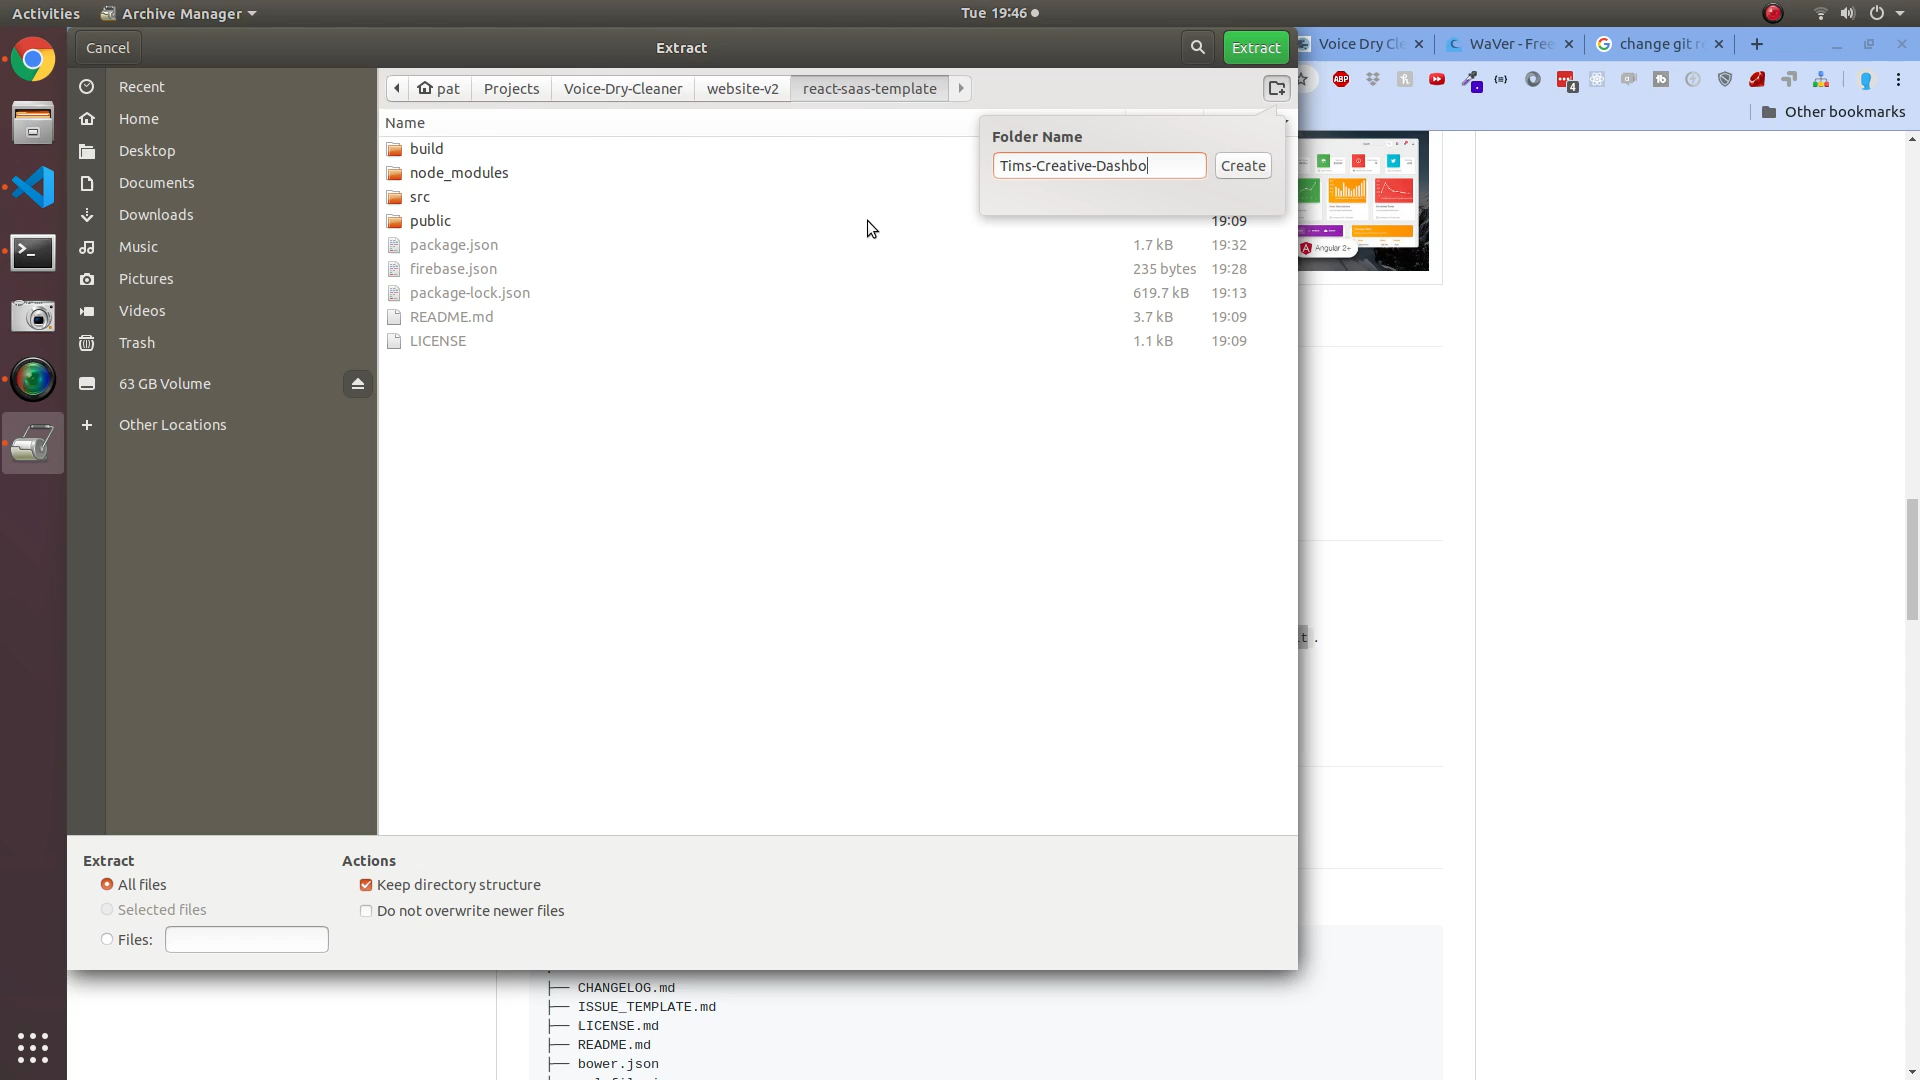 Activities Archive Manager Tue 19:46
Cancel Extract Extract
Voice Dry Cle WaVer - Free change git r
pat Projects Voice-Dry-Cleaner website-v2 react-saas-template
Other bookmarks
Recent
Home
Desktop
Documents
Downloads
Music
Pictures
Videos
Trash
63 GB Volume
Other Locations
Name
build
node_modules
src
public 19:09
package.json 1.7 kB 19:32
firebase.json 235 bytes 19:28
package-lock.json 619.7 kB 19:13
README.md 3.7 kB 19:09
LICENSE 1.1 kB 19:09
Folder Name
Tims-Creative-Dashbo Create
ABP
4
Angular 2+
Extract
All files
Selected files
Files:
Actions
Keep directory structure
Do not overwrite newer files
├── CHANGELOG.md
├── ISSUE_TEMPLATE.md
├── LICENSE.md
├── README.md
├── bower.json